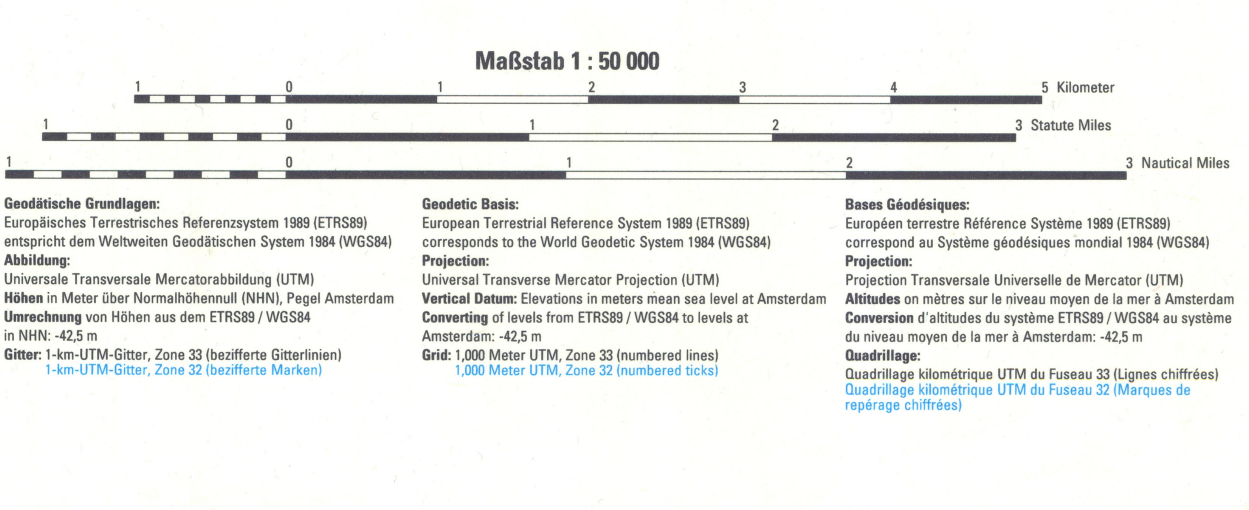 Maßstab 1 : 50 000
1 0 1 2 3 4 5 Kilometer
1 0 1 2 3 Statute Miles
1 0 1 2 3 Nautical Miles
Geodätische Grundlagen:
Europäisches Terrestrisches Referenzsystem 1989 (ETRS89)
entspricht dem Weltweiten Geodätischen System 1984 (WGS84)
Abbildung:
Universale Transversale Mercatorabbildung (UTM)
Höhen in Meter über Normalhöhennull (NHN), Pegel Amsterdam
Umrechnung von Höhen aus dem ETRS89 / WGS84
in NHN: -42,5 m
Gitter: 1-km-UTM-Gitter, Zone 33 (bezifferte Gitterlinien)
1-km-UTM-Gitter, Zone 32 (bezifferte Marken)
Geodetic Basis:
European Terrestrial Reference System 1989 (ETRS89)
corresponds to the World Geodetic System 1984 (WGS84)
Projection:
Universal Transverse Mercator Projection (UTM)
Vertical Datum: Elevations in meters mean sea level at Amsterdam
Converting of levels from ETRS89 / WGS84 to levels at
Amsterdam: -42,5 m
Grid: 1,000 Meter UTM, Zone 33 (numbered lines)
1,000 Meter UTM, Zone 32 (numbered ticks)
Bases Géodésiques:
Européen terrestre Référence Système 1989 (ETRS89)
correspond au Système géodésiques mondial 1984 (WGS84)
Projection:
Projection Transversale Universelle de Mercator (UTM)
Altitudes on mètres sur le niveau moyen de la mer à Amsterdam
Conversion d'altitudes du système ETRS89 / WGS84 au système
du niveau moyen de la mer à Amsterdam: -42,5 m
Quadrillage:
Quadrillage kilométrique UTM du Fuseau 33 (Lignes chiffrées)
Quadrillage kilométrique UTM du Fuseau 32 (Marques de
repérage chiffrées)